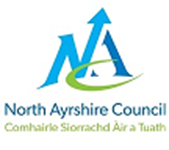 North Ayrshire Council
Comhairle Siorrachd Àir a Tuath